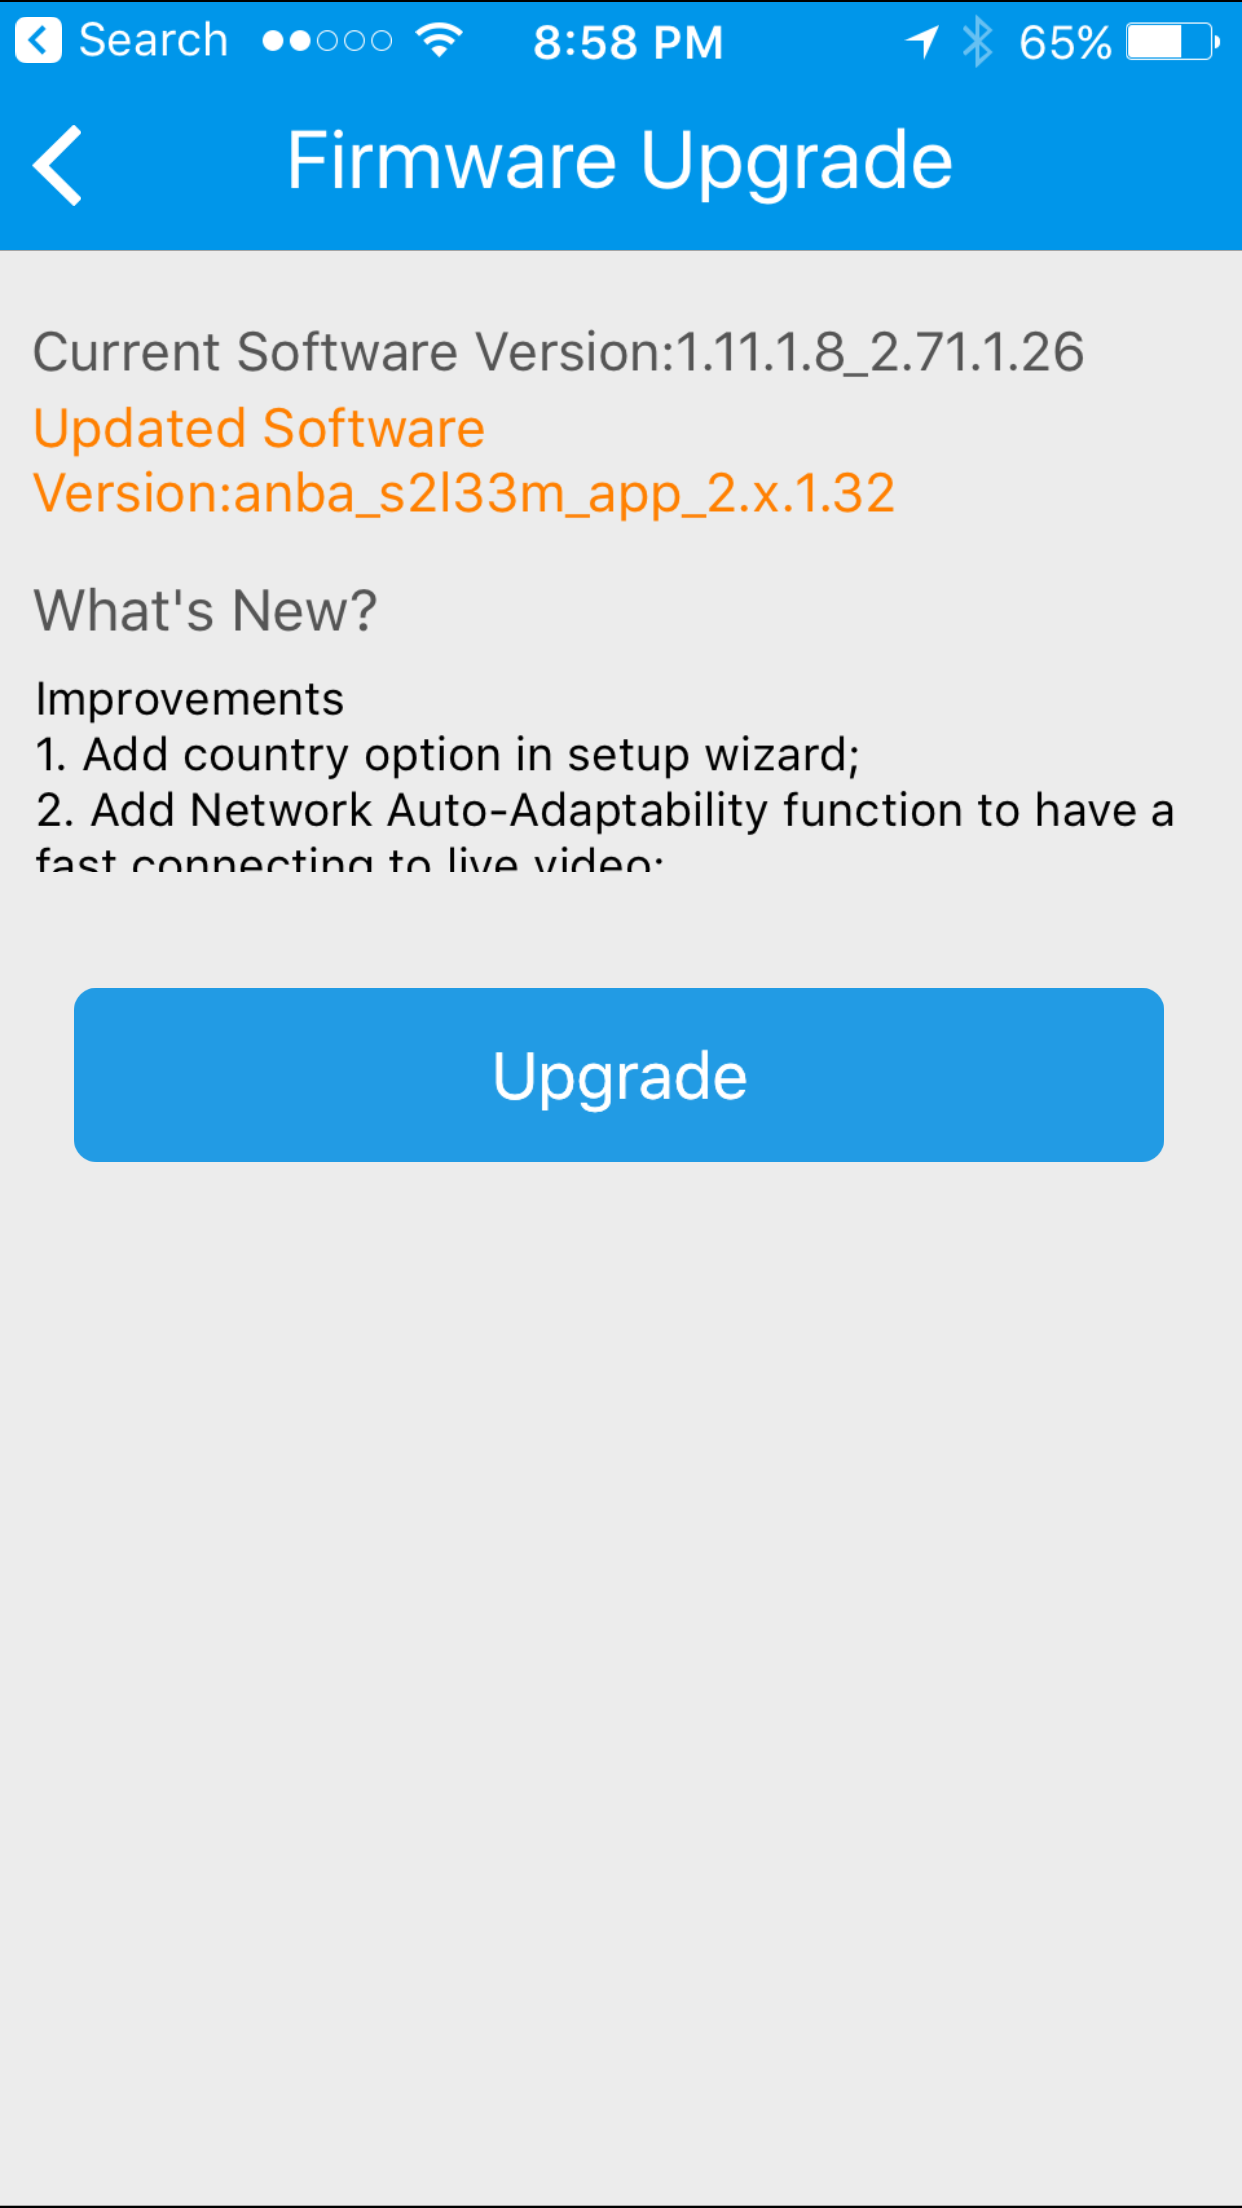 Search 8:58 PM 65%
Firmware Upgrade
Current Software Version:1.11.1.8_2.71.1.26
Updated Software
Version:anba_s2l33m_app_2.x.1.32
What's New?
Improvements
1. Add country option in setup wizard;
2. Add Network Auto-Adaptability function to have a
fast connecting to live video;
Upgrade